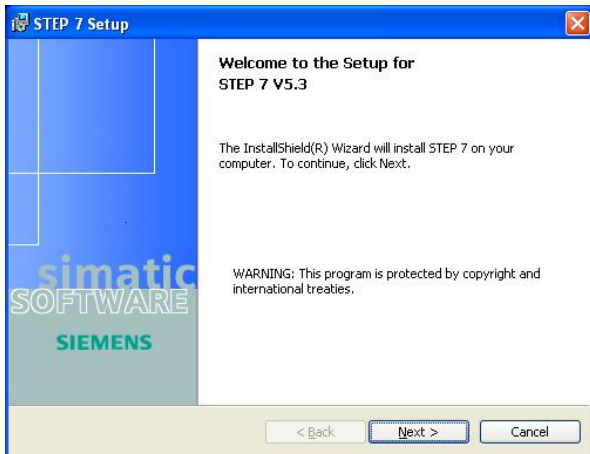 STEP 7 Setup
Welcome to the Setup for
STEP 7 V5.3
The InstallShield(R) Wizard will install STEP 7 on your
computer. To continue, click Next.
WARNING: This program is protected by copyright and
international treaties.
simatic
SOFTWARE
SIEMENS
< Back
Next >
Cancel